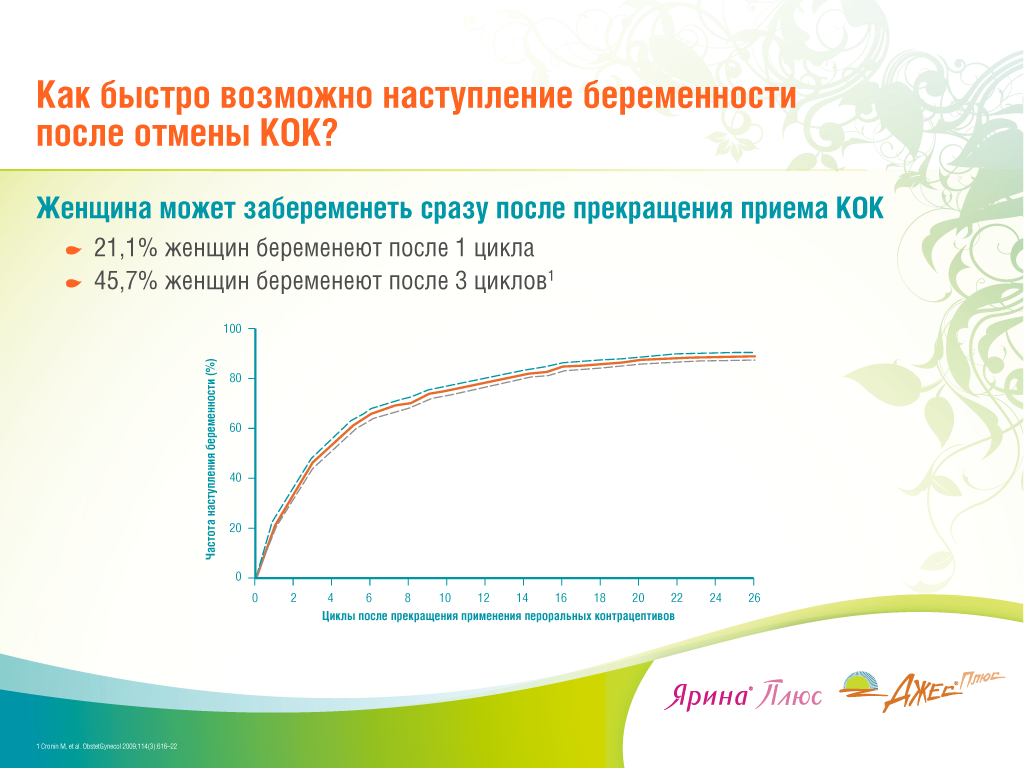 Как быстро возможно наступление беременности
после отмены КОК?
Женщина может забеременеть сразу после прекращения приема КОК
21,1% женщин беременеют после 1 цикла
45,7% женщин беременеют после 3 циклов¹
Частота наступления беременности (%)
100
80
60
40
20
0
0 2 4 6 8 10 12 14 16 18 20 22 24 26
Циклы после прекращения применения пероральных контрацептивов
Ярина® Плюс
Джес® Плюс
1 Cronin M, et al. ObstetGynecol 2009;114(3):616–22